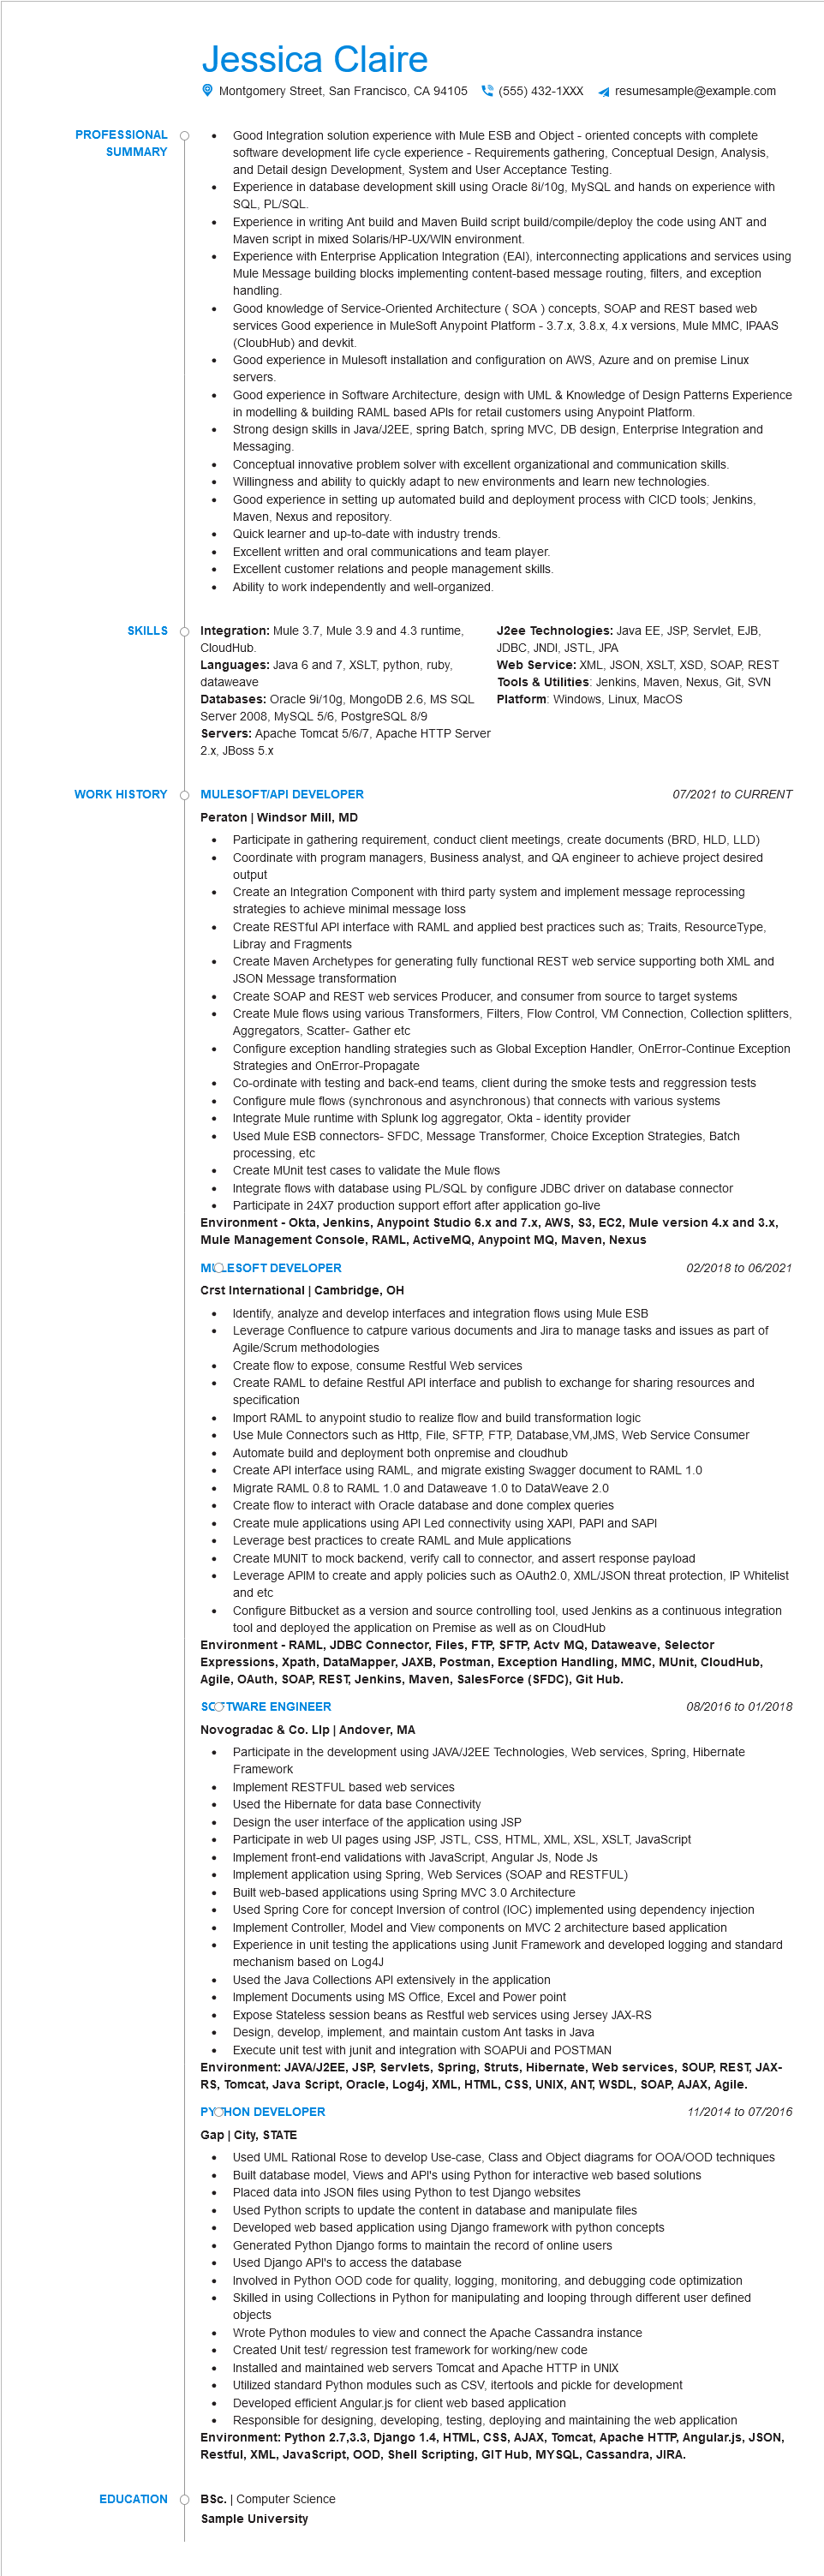 Jessica Claire
Montgomery Street, San Francisco, CA 94105 (555) 432-1XXX resumesample@example.com
PROFESSIONAL
SUMMARY
• Good Integration solution experience with Mule ESB and Object - oriented concepts with complete
software development life cycle experience - Requirements gathering, Conceptual Design, Analysis,
and Detail design Development, System and User Acceptance Testing.
• Experience in database development skill using Oracle 8i/10g, MySQL and hands on experience with
SQL, PL/SQL.
• Experience in writing Ant build and Maven Build script build/compile/deploy the code using ANT and
Maven script in mixed Solaris/HP-UX/WIN environment.
• Experience with Enterprise Application Integration (EAI), interconnecting applications and services using
Mule Message building blocks implementing content-based message routing, filters, and exception
handling.
• Good knowledge of Service-Oriented Architecture ( SOA ) concepts, SOAP and REST based web
services Good experience in MuleSoft Anypoint Platform - 3.7.x, 3.8.x, 4.x versions, Mule MMC, IPAAS
(CloubHub) and devkit.
• Good experience in Mulesoft installation and configuration on AWS, Azure and on premise Linux
servers.
• Good experience in Software Architecture, design with UML & Knowledge of Design Patterns Experience
in modelling & building RAML based APIs for retail customers using Anypoint Platform.
• Strong design skills in Java/J2EE, spring Batch, spring MVC, DB design, Enterprise Integration and
Messaging.
• Conceptual innovative problem solver with excellent organizational and communication skills.
• Willingness and ability to quickly adapt to new environments and learn new technologies.
• Good experience in setting up automated build and deployment process with CICD tools; Jenkins,
Maven, Nexus and repository.
• Quick learner and up-to-date with industry trends.
• Excellent written and oral communications and team player.
• Excellent customer relations and people management skills.
• Ability to work independently and well-organized.
SKILLS
Integration: Mule 3.7, Mule 3.9 and 4.3 runtime,
CloudHub.
Languages: Java 6 and 7, XSLT, python, ruby,
dataweave
Databases: Oracle 9i/10g, MongoDB 2.6, MS SQL
Server 2008, MySQL 5/6, PostgreSQL 8/9
Servers: Apache Tomcat 5/6/7, Apache HTTP Server
2.x, JBoss 5.x
J2ee Technologies: Java EE, JSP, Servlet, EJB,
JDBC, JNDI, JSTL, JPA
Web Service: XML, JSON, XSLT, XSD, SOAP, REST
Tools & Utilities: Jenkins, Maven, Nexus, Git, SVN
Platform: Windows, Linux, MacOS
WORK HISTORY
MULESOFT/API DEVELOPER 07/2021 to CURRENT
Peraton | Windsor Mill, MD
• Participate in gathering requirement, conduct client meetings, create documents (BRD, HLD, LLD)
• Coordinate with program managers, Business analyst, and QA engineer to achieve project desired
output
• Create an Integration Component with third party system and implement message reprocessing
strategies to achieve minimal message loss
• Create RESTful API interface with RAML and applied best practices such as; Traits, ResourceType,
Libray and Fragments
• Create Maven Archetypes for generating fully functional REST web service supporting both XML and
JSON Message transformation
• Create SOAP and REST web services Producer, and consumer from source to target systems
• Create Mule flows using various Transformers, Filters, Flow Control, VM Connection, Collection splitters,
Aggregators, Scatter- Gather etc
• Configure exception handling strategies such as Global Exception Handler, OnError-Continue Exception
Strategies and OnError-Propagate
• Co-ordinate with testing and back-end teams, client during the smoke tests and reggression tests
• Configure mule flows (synchronous and asynchronous) that connects with various systems
• Integrate Mule runtime with Splunk log aggregator, Okta - identity provider
• Used Mule ESB connectors- SFDC, Message Transformer, Choice Exception Strategies, Batch
processing, etc
• Create MUnit test cases to validate the Mule flows
• Integrate flows with database using PL/SQL by configure JDBC driver on database connector
• Participate in 24X7 production support effort after application go-live
Environment - Okta, Jenkins, Anypoint Studio 6.x and 7.x, AWS, S3, EC2, Mule version 4.x and 3.x,
Mule Management Console, RAML, ActiveMQ, Anypoint MQ, Maven, Nexus
MULESOFT DEVELOPER 02/2018 to 06/2021
Crst International | Cambridge, OH
• Identify, analyze and develop interfaces and integration flows using Mule ESB
• Leverage Confluence to catpure various documents and Jira to manage tasks and issues as part of
Agile/Scrum methodologies
• Create flow to expose, consume Restful Web services
• Create RAML to defaine Restful API interface and publish to exchange for sharing resources and
specification
• Import RAML to anypoint studio to realize flow and build transformation logic
• Use Mule Connectors such as Http, File, SFTP, FTP, Database,VM,JMS, Web Service Consumer
• Automate build and deployment both onpremise and cloudhub
• Create API interface using RAML, and migrate existing Swagger document to RAML 1.0
• Migrate RAML 0.8 to RAML 1.0 and Dataweave 1.0 to DataWeave 2.0
• Create flow to interact with Oracle database and done complex queries
• Create mule applications using API Led connectivity using XAPI, PAPI and SAPI
• Leverage best practices to create RAML and Mule applications
• Create MUNIT to mock backend, verify call to connector, and assert response payload
• Leverage APIM to create and apply policies such as OAuth2.0, XML/JSON threat protection, IP Whitelist
and etc
• Configure Bitbucket as a version and source controlling tool, used Jenkins as a continuous integration
tool and deployed the application on Premise as well as on CloudHub
Environment - RAML, JDBC Connector, Files, FTP, SFTP, Actv MQ, Dataweave, Selector
Expressions, Xpath, DataMapper, JAXB, Postman, Exception Handling, MMC, MUnit, CloudHub,
Agile, OAuth, SOAP, REST, Jenkins, Maven, SalesForce (SFDC), Git Hub.
SOFTWARE ENGINEER 08/2016 to 01/2018
Novogradac & Co. Llp | Andover, MA
• Participate in the development using JAVA/J2EE Technologies, Web services, Spring, Hibernate
Framework
• Implement RESTFUL based web services
• Used the Hibernate for data base Connectivity
• Design the user interface of the application using JSP
• Participate in web UI pages using JSP, JSTL, CSS, HTML, XML, XSL, XSLT, JavaScript
• Implement front-end validations with JavaScript, Angular Js, Node Js
• Implement application using Spring, Web Services (SOAP and RESTFUL)
• Built web-based applications using Spring MVC 3.0 Architecture
• Used Spring Core for concept Inversion of control (IOC) implemented using dependency injection
• Implement Controller, Model and View components on MVC 2 architecture based application
• Experience in unit testing the applications using Junit Framework and developed logging and standard
mechanism based on Log4J
• Used the Java Collections API extensively in the application
• Implement Documents using MS Office, Excel and Power point
• Expose Stateless session beans as Restful web services using Jersey JAX-RS
• Design, develop, implement, and maintain custom Ant tasks in Java
• Execute unit test with junit and integration with SOAPUi and POSTMAN
Environment: JAVA/J2EE, JSP, Servlets, Spring, Struts, Hibernate, Web services, SOUP, REST, JAX-
RS, Tomcat, Java Script, Oracle, Log4j, XML, HTML, CSS, UNIX, ANT, WSDL, SOAP, AJAX, Agile.
PYTHON DEVELOPER 11/2014 to 07/2016
Gap | City, STATE
• Used UML Rational Rose to develop Use-case, Class and Object diagrams for OOA/OOD techniques
• Built database model, Views and API's using Python for interactive web based solutions
• Placed data into JSON files using Python to test Django websites
• Used Python scripts to update the content in database and manipulate files
• Developed web based application using Django framework with python concepts
• Generated Python Django forms to maintain the record of online users
• Used Django API's to access the database
• Involved in Python OOD code for quality, logging, monitoring, and debugging code optimization
• Skilled in using Collections in Python for manipulating and looping through different user defined
objects
• Wrote Python modules to view and connect the Apache Cassandra instance
• Created Unit test/ regression test framework for working/new code
• Installed and maintained web servers Tomcat and Apache HTTP in UNIX
• Utilized standard Python modules such as CSV, itertools and pickle for development
• Developed efficient Angular.js for client web based application
• Responsible for designing, developing, testing, deploying and maintaining the web application
Environment: Python 2.7,3.3, Django 1.4, HTML, CSS, AJAX, Tomcat, Apache HTTP, Angular.js, JSON,
Restful, XML, JavaScript, OOD, Shell Scripting, GIT Hub, MYSQL, Cassandra, JIRA.
EDUCATION
BSc. | Computer Science
Sample University